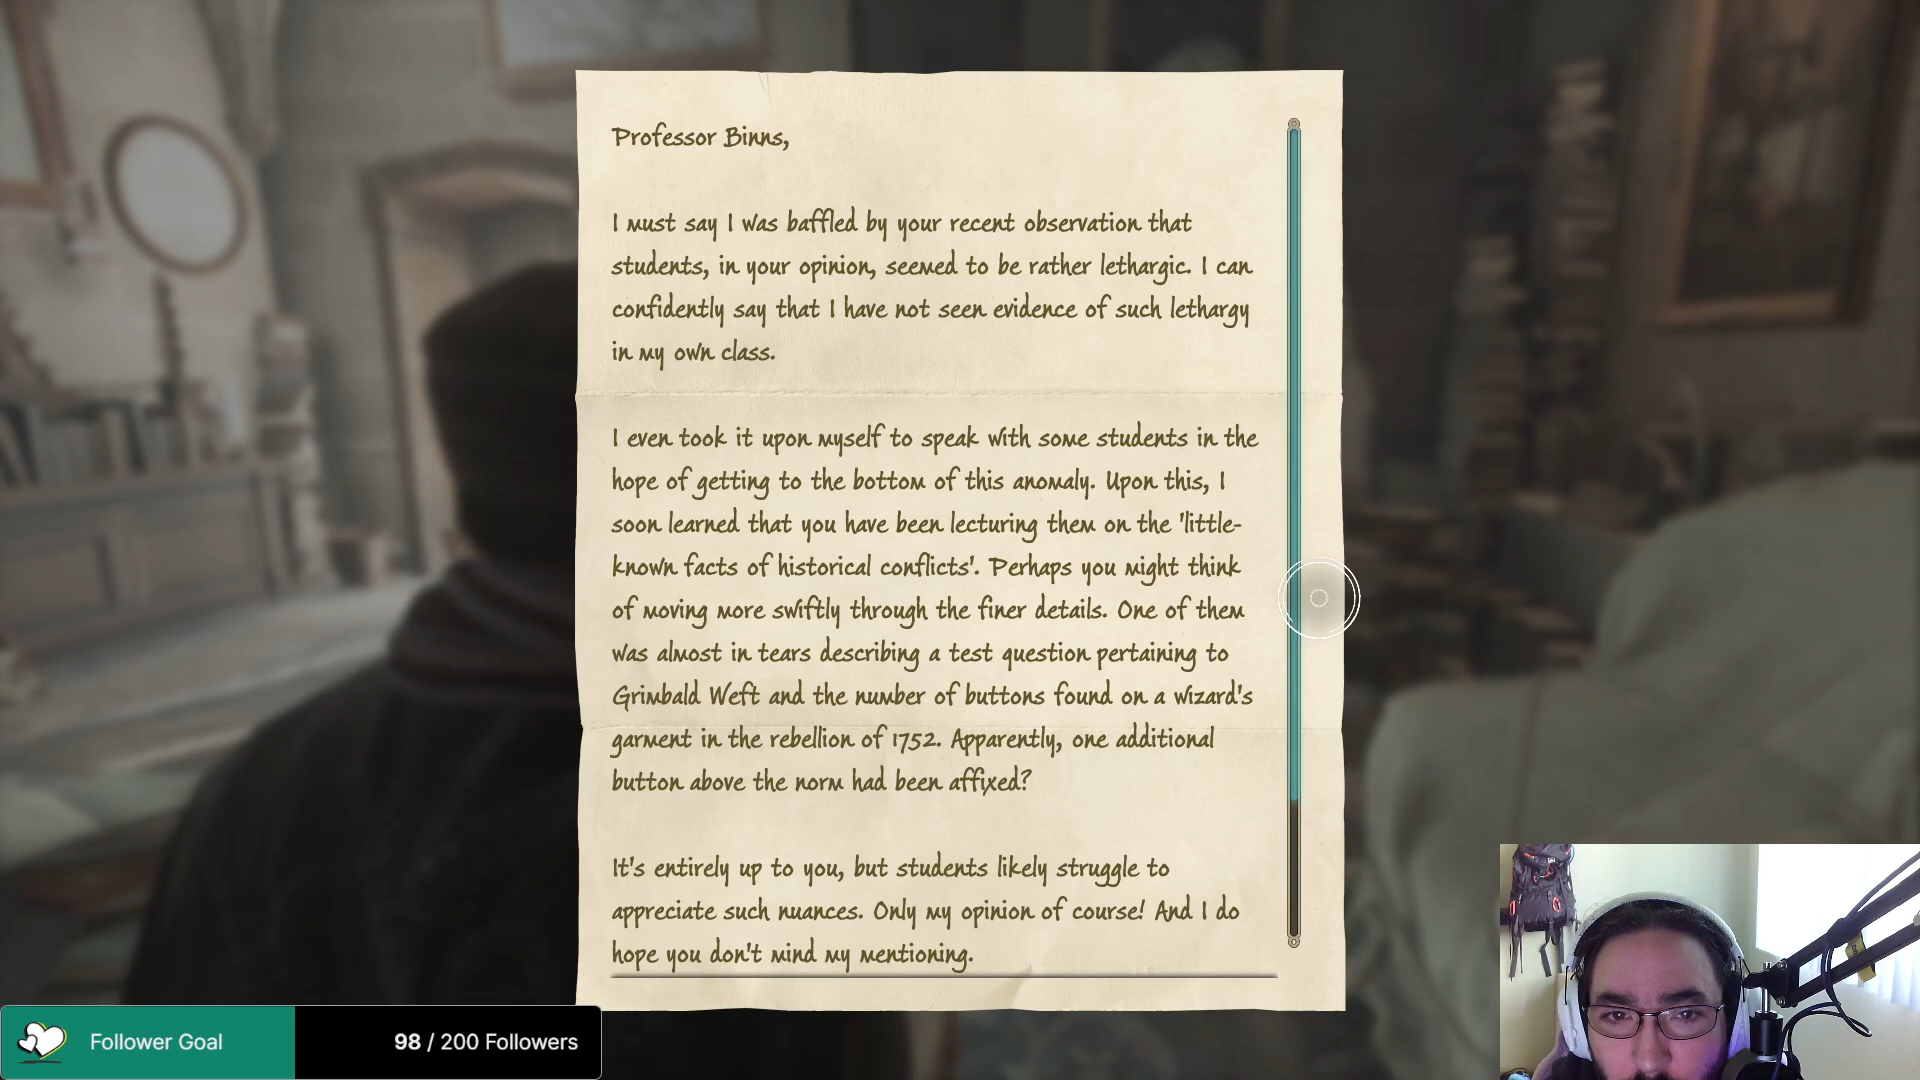 Professor Binns,
I must say I was baffled by your recent observation that
students, in your opinion, seemed to be rather lethargic. I can
confidently say that I have not seen evidence of such lethargy
in my own class.
I even took it upon myself to speak with some students in the
hope of getting to the bottom of this anomaly. Upon this, I
soon learned that you have been lecturing them on the 'little-
known facts of historical conflicts'. Perhaps you might think
of moving more swiftly through the finer details. One of them
was almost in tears describing a test question pertaining to
Grimbald Weft and the number of buttons found on a wizard's
garment in the rebellion of 1752. Apparently, one additional
button above the norm had been affixed?
It's entirely up to you, but students likely struggle to
appreciate such nuances. Only my opinion of course! And I do
hope you don't mind my mentioning.
Follower Goal
98 / 200 Followers